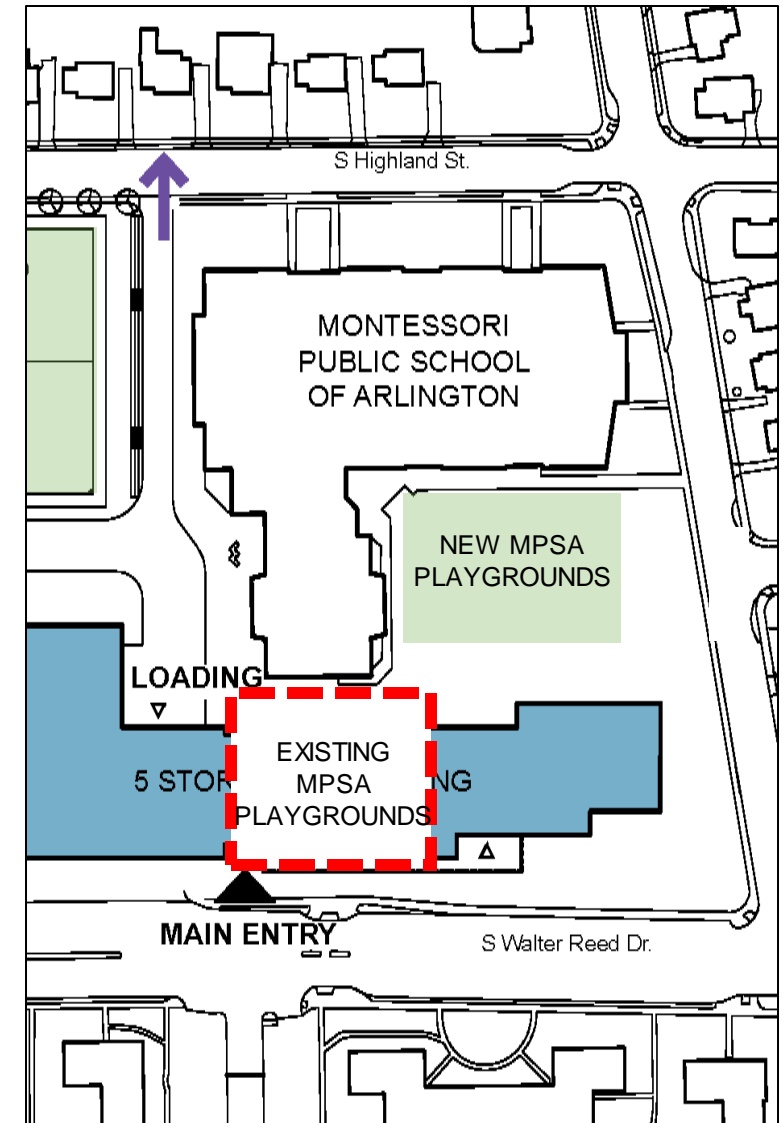 S Highland St.
MONTESSORI
PUBLIC SCHOOL
OF ARLINGTON
NEW MPSA
PLAYGROUNDS
LOADING
EXISTING
MPSA
PLAYGROUNDS
5 STOR NG
MAIN ENTRY
S Walter Reed Dr.